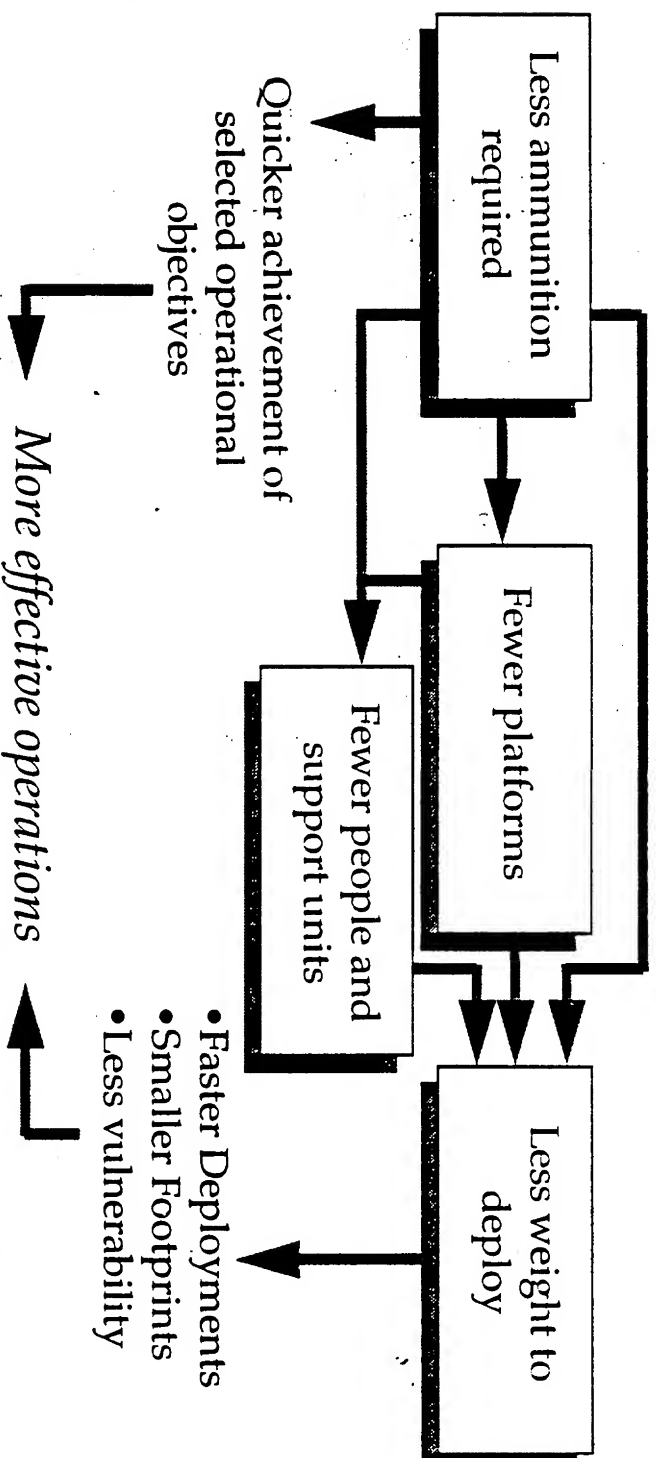 Less ammunition
required
Fewer platforms
Less weight to
deploy
Fewer people and
support units
Quicker achievement of
selected operational
objectives
•Faster Deployments
•Smaller Footprints
•Less vulnerability
More effective operations